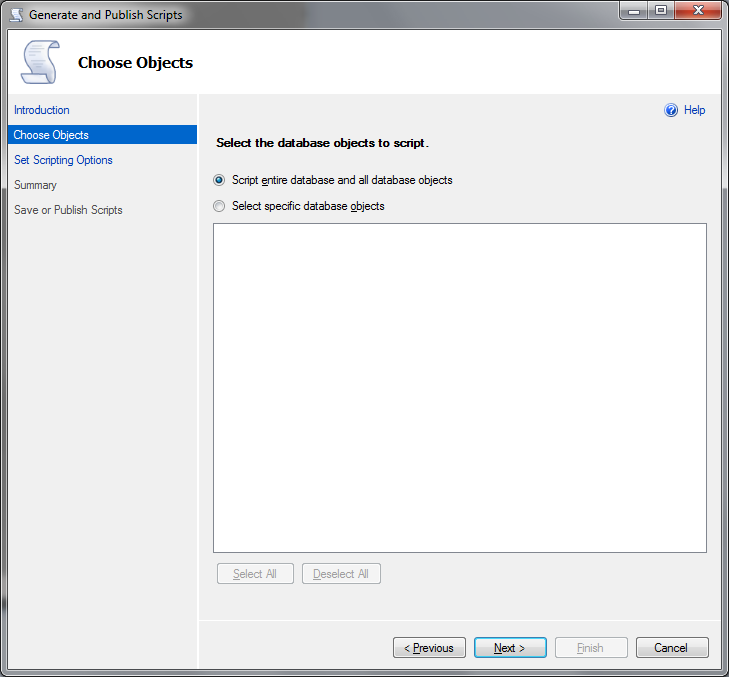 Generate and Publish Scripts
Choose Objects
Introduction
Choose Objects
Set Scripting Options
Summary
Save or Publish Scripts
Help
Select the database objects to script.
Script entire database and all database objects
Select specific database objects
Select All
Deselect All
< Previous
Next >
Finish
Cancel